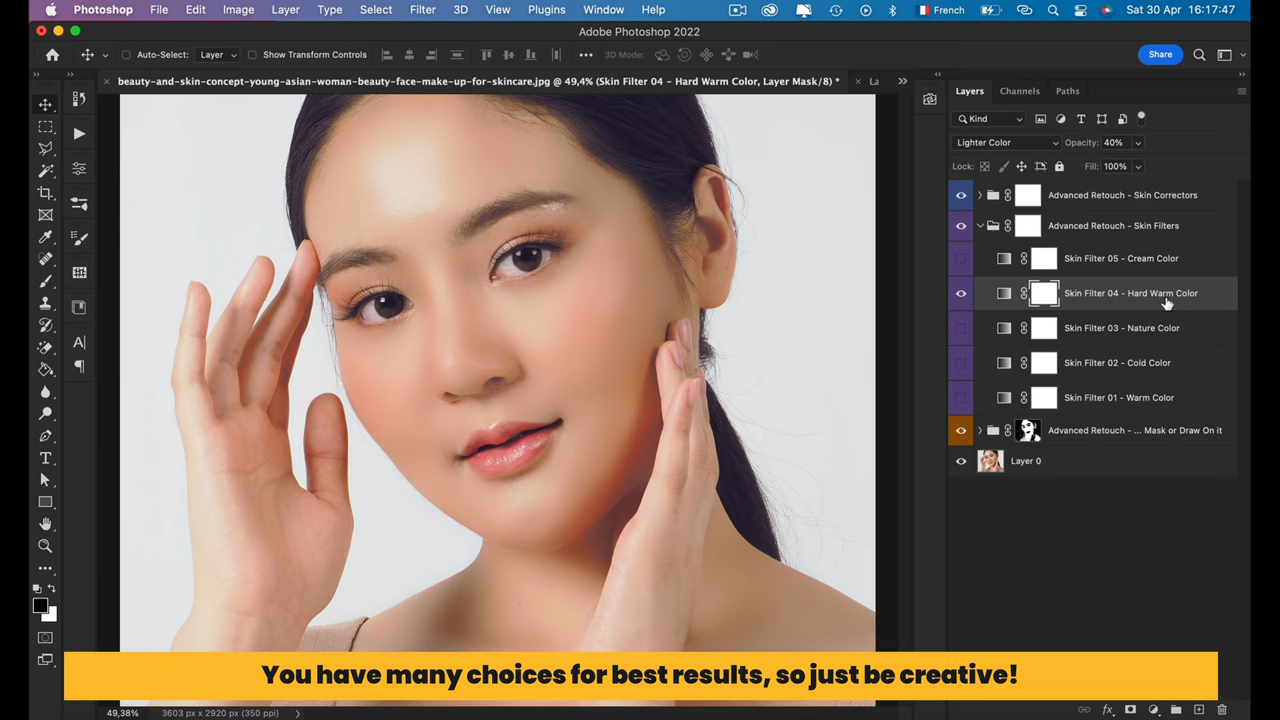 Photoshop File Edit Image Layer Type Select Filter 3D View Plugins Window Help French Sat 30 Apr 16:17:47
Adobe Photoshop 2022
Auto-Select: Layer Show Transform Controls 3D Mode: Share
beauty-and-skin-concept-young-asian-woman-beauty-face-make-up-for-skincare.jpg @ 49,4% (Skin Filter 04 - Hard Warm Color, Layer Mask/8) * La
Layers Channels Paths
Kind
Lighter Color Opacity: 40%
Lock: Fill: 100%
Advanced Retouch - Skin Correctors
Advanced Retouch - Skin Filters
Skin Filter 05 - Cream Color
Skin Filter 04 - Hard Warm Color
Skin Filter 03 - Nature Color
Skin Filter 02 - Cold Color
Skin Filter 01 - Warm Color
Advanced Retouch - ... Mask or Draw On it
Layer 0
You have many choices for best results, so just be creative!
49,38% 3603 px x 2920 px (350 ppi)